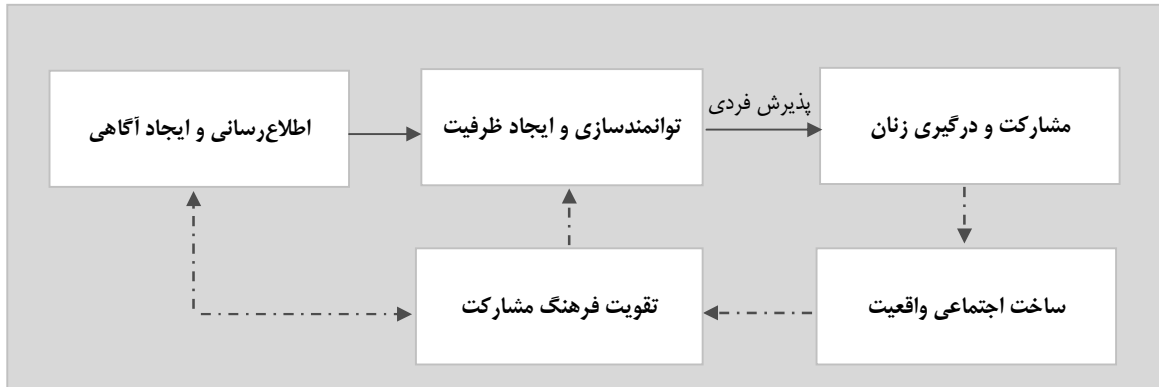 اطلاع‌رسانی و ایجاد آگاهی
توانمندسازی و ایجاد ظرفیت
پذیرش فردی
مشارکت و درگیری زنان
تقویت فرهنگ مشارکت
ساخت اجتماعی واقعیت